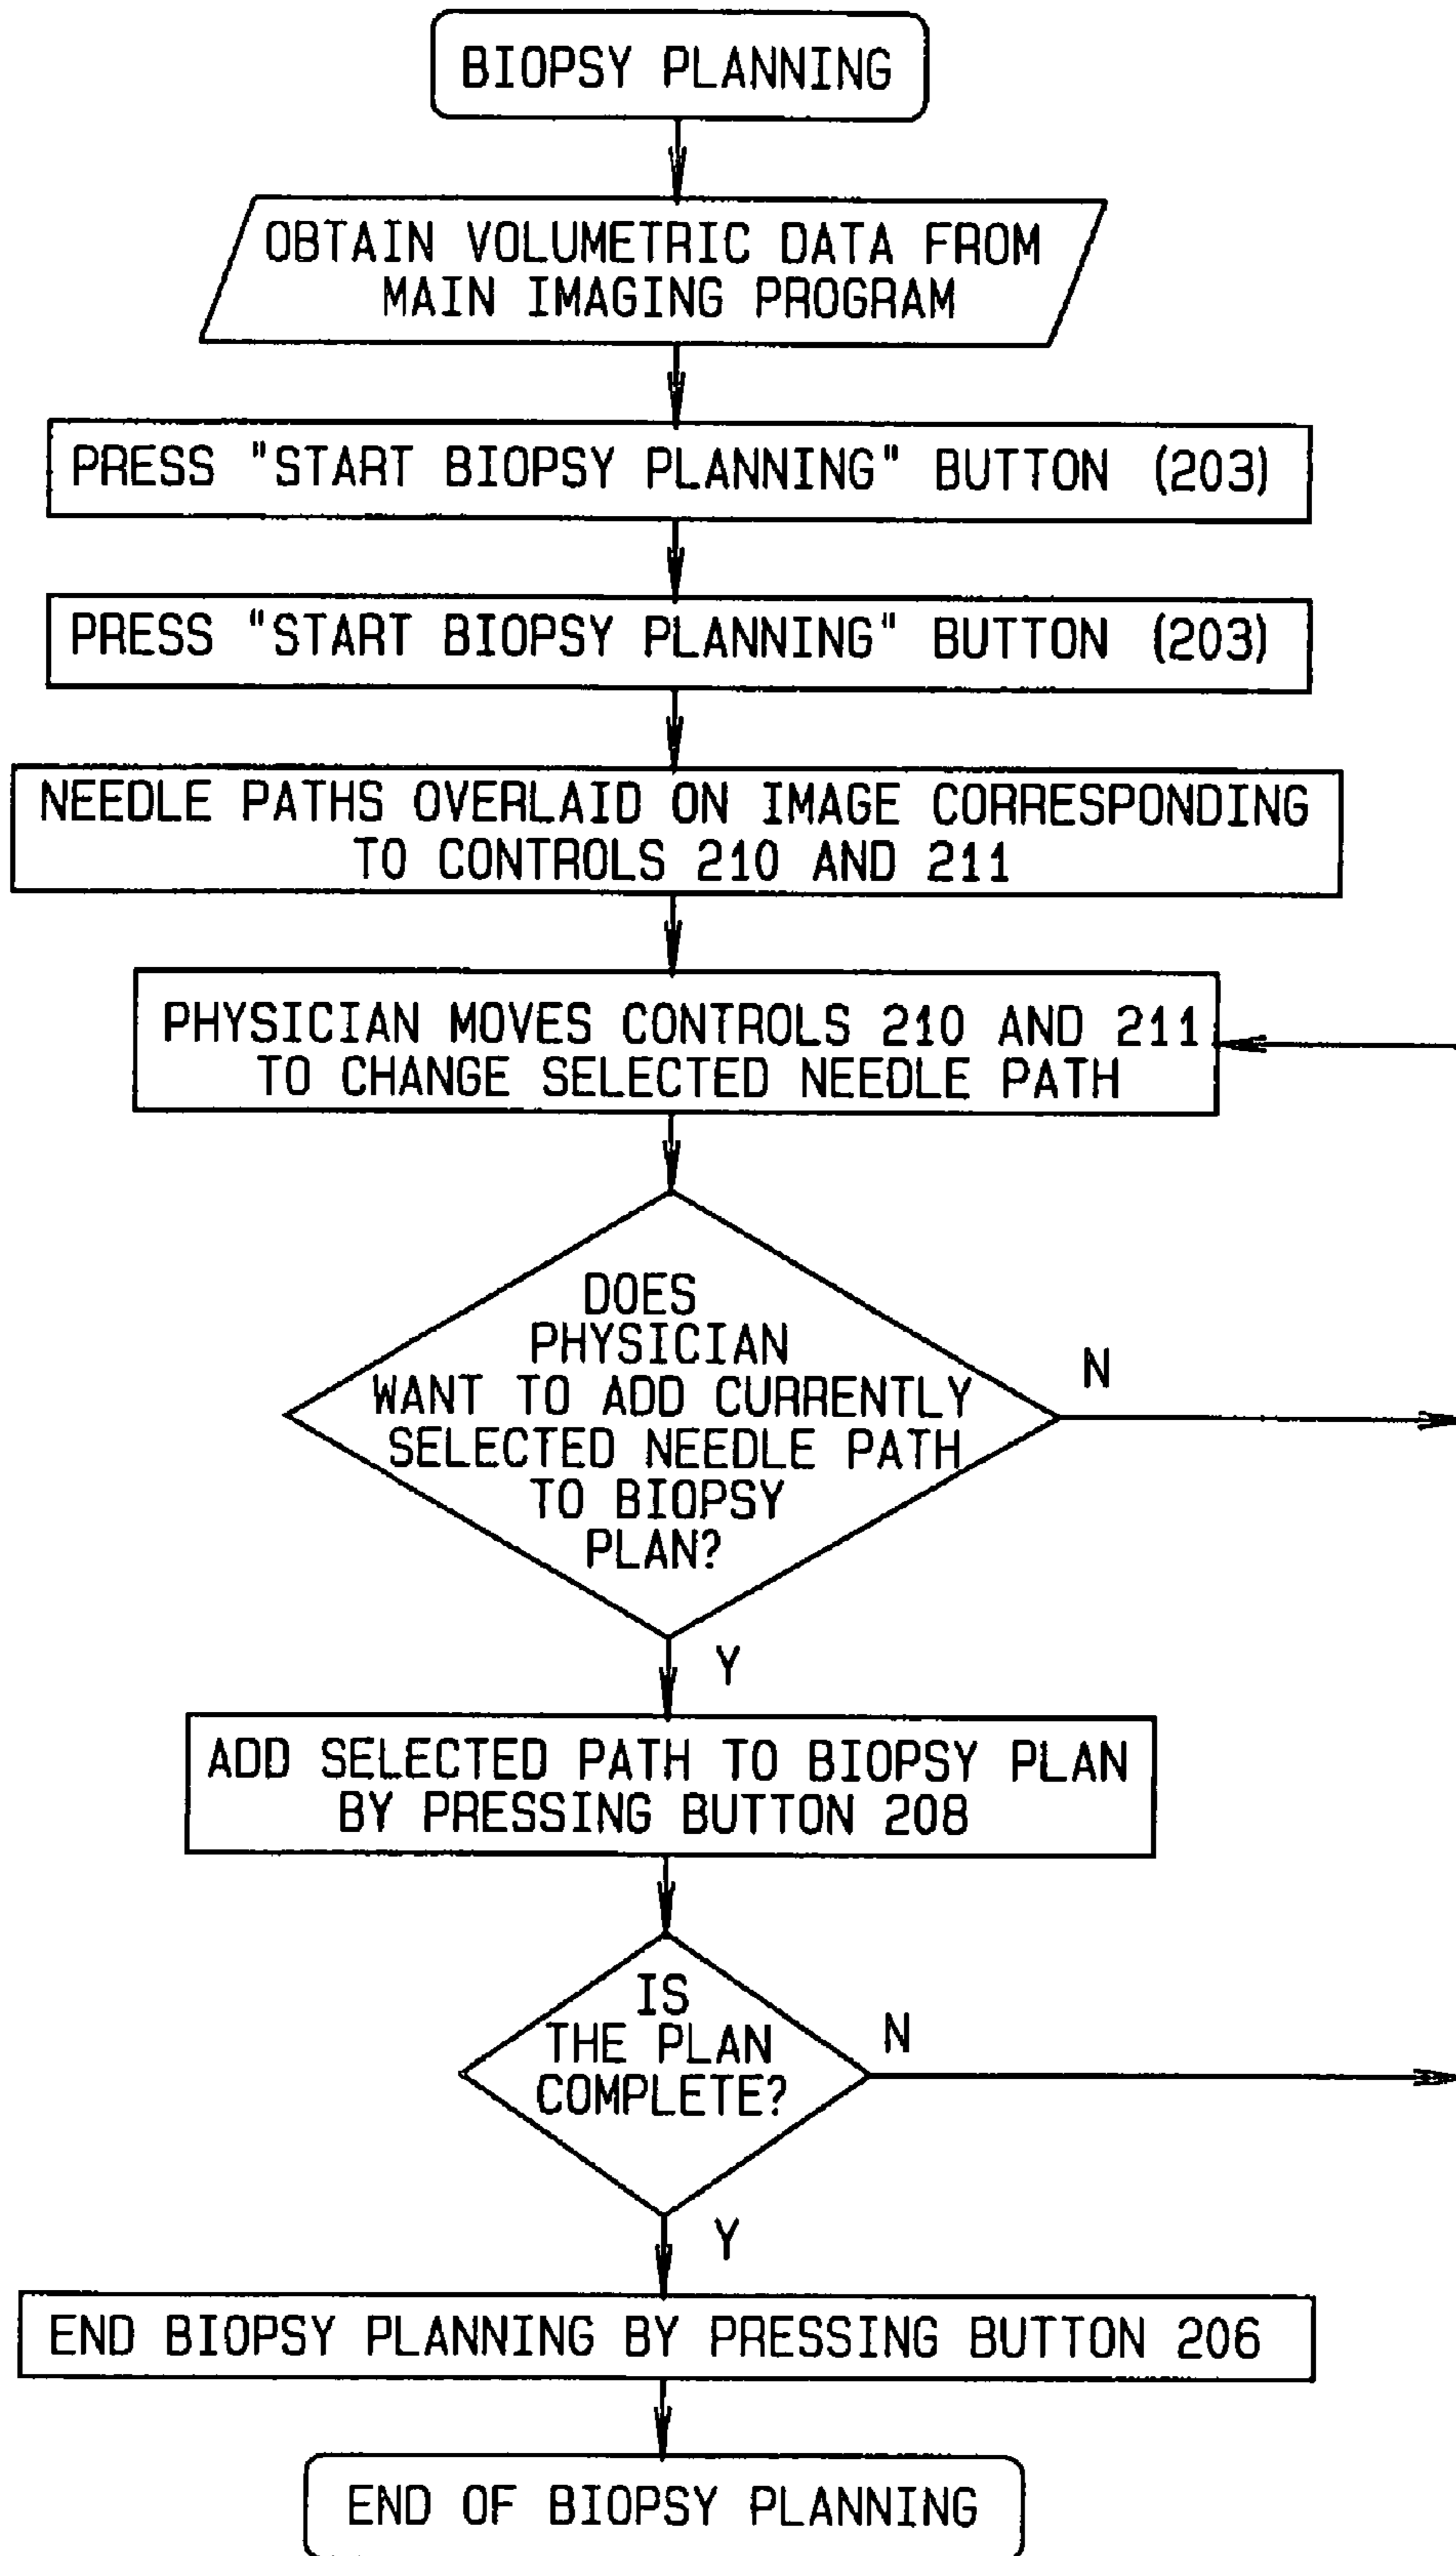 BIOPSY PLANNING
OBTAIN VOLUMETRIC DATA FROM
MAIN IMAGING PROGRAM
PRESS "START BIOPSY PLANNING" BUTTON (203)
PRESS "START BIOPSY PLANNING" BUTTON (203)
NEEDLE PATHS OVERLAID ON IMAGE CORRESPONDING
TO CONTROLS 210 AND 211
PHYSICIAN MOVES CONTROLS 210 AND 211
TO CHANGE SELECTED NEEDLE PATH
DOES
PHYSICIAN
WANT TO ADD CURRENTLY
SELECTED NEEDLE PATH
TO BIOPSY
PLAN?
N
Y
ADD SELECTED PATH TO BIOPSY PLAN
BY PRESSING BUTTON 208
IS
THE PLAN
COMPLETE?
N
Y
END BIOPSY PLANNING BY PRESSING BUTTON 206
END OF BIOPSY PLANNING